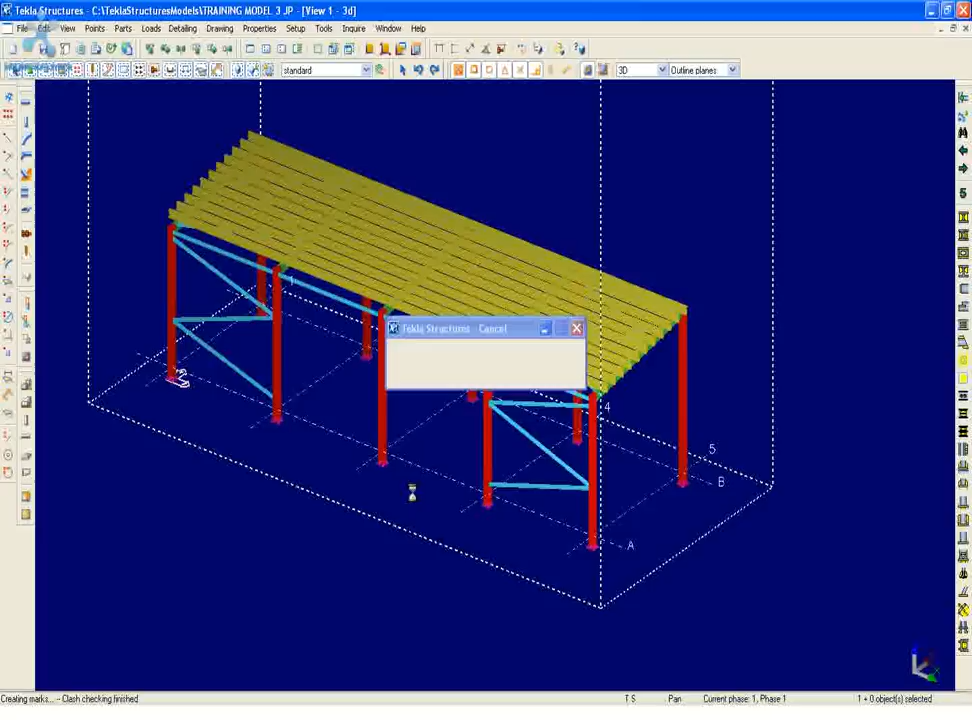 Tekla Structures - C:\TeklaStructuresModels\TRAINING MODEL 3 JP - [View 1 - 3d]
File Edit View Points Parts Loads Detailing Drawing Properties Setup Tools Inquire Window Help
standard 3D Outline planes
5
1
Tekla Structures - Cancel
4
5
B
A
Creating marks... - Clash checking finished T S Pan Current phase: 1, Phase 1 1 + 0 object(s) selected